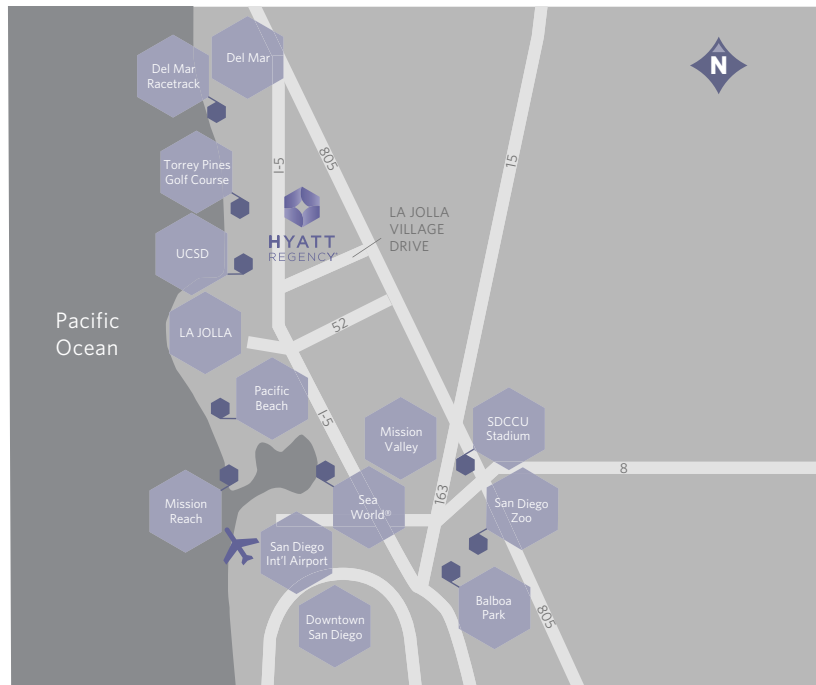 Del Mar
Del Mar
Racetrack
N
Torrey Pines
Golf Course
I-5
805
15
HYATT
REGENCY
LA JOLLA
VILLAGE
DRIVE
UCSD
Pacific
Ocean
LA JOLLA
52
Pacific
Beach
I-5
Mission
Valley
SDCCU
Stadium
8
Mission
Reach
Sea
World®
163
San Diego
Zoo
San Diego
Int'l Airport
Downtown
San Diego
Balboa
Park
805